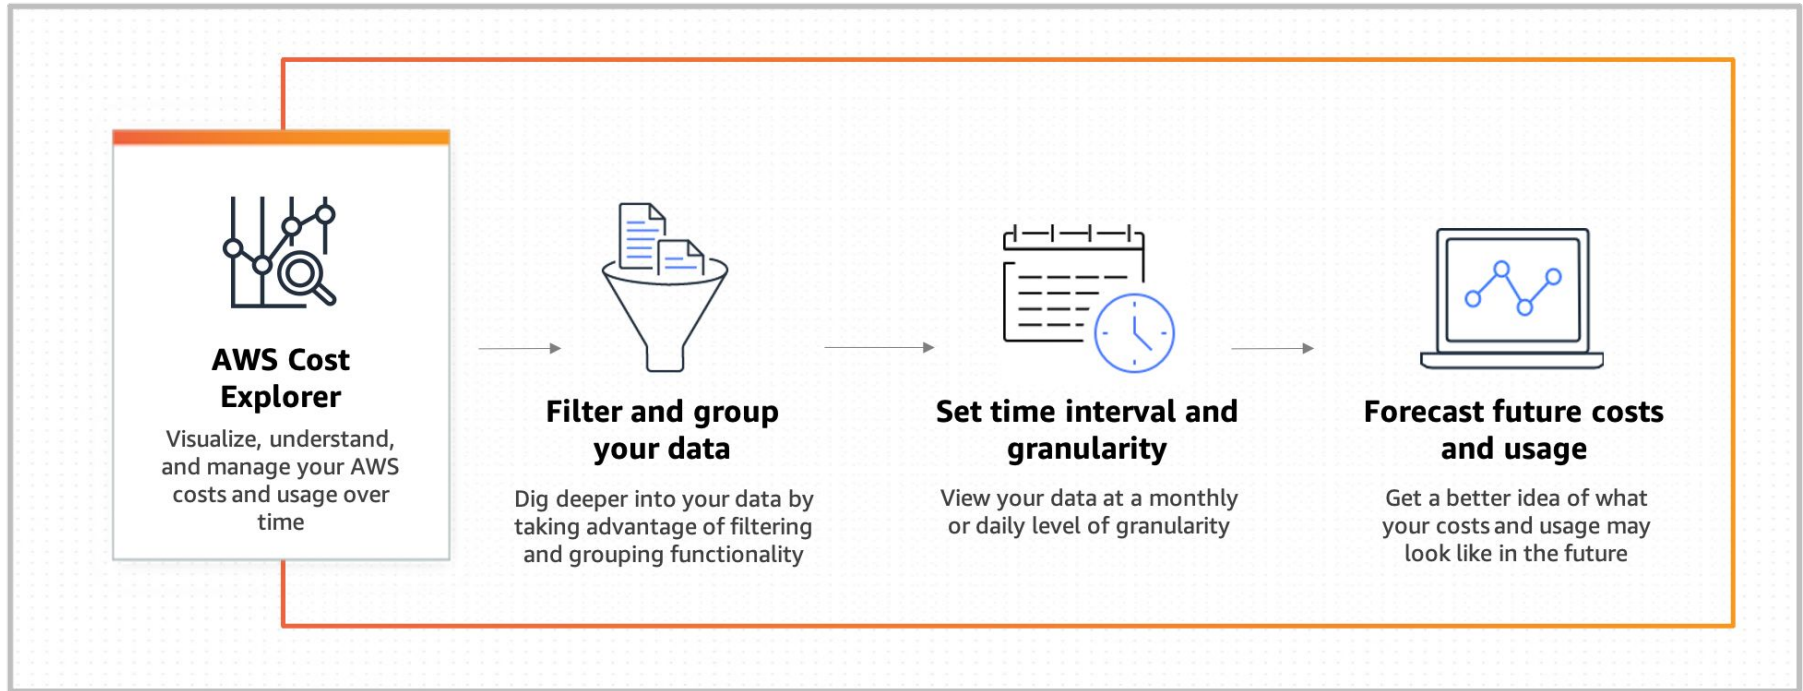 AWS Cost
Explorer
Visualize, understand,
and manage your AWS
costs and usage over
time
Filter and group
your data
Dig deeper into your data by
taking advantage of filtering
and grouping functionality
Set time interval and
granularity
View your data at a monthly
or daily level of granularity
Forecast future costs
and usage
Get a better idea of what
your costs and usage may
look like in the future